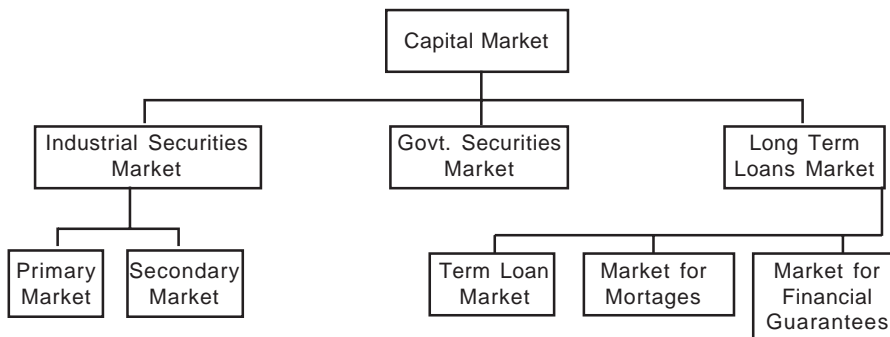 Capital Market
Industrial Securities
Market
Govt. Securities
Market
Long Term
Loans Market
Primary
Market
Secondary
Market
Term Loan
Market
Market for
Mortages
Market for
Financial
Guarantees